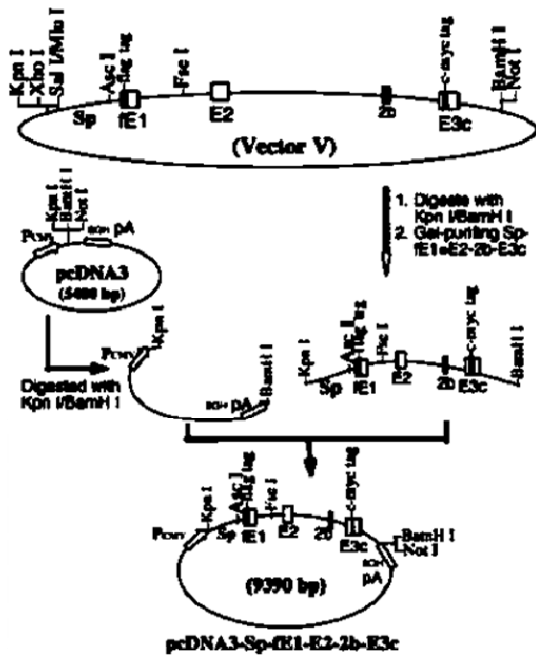 Kpn I
Xho I
Sal I/Mlu I
Asc I
flag tag
Fse I
c-myc tag
BamH I
Not I
Sp
fE1
E2
2b
E3c
(Vector V)
1. Digeste with
Kpn I/BamH I
2. Gel-purifing Sp-
fE1-E2-2b-E3c
Kpn I
BamH I
Not I
PCMV
BGH pA
pcDNA3
Digested with
Kpn I/BamH I
PCMV
Kpn I
BGH pA
BamH I
Kpn I
Asc I
flag tag
Fse I
c-myc tag
BamH I
Sp
fE1
E2
2b
E3c
PCMV
Kpn I
Asc I
flag tag
Fse I
c-myc tag
Sp
fE1
E2
2b
E3c
BamH I
Not I
BGH
pA
(9390 bp)
pcDNA3-Sp-fE1-E2-2b-E3c